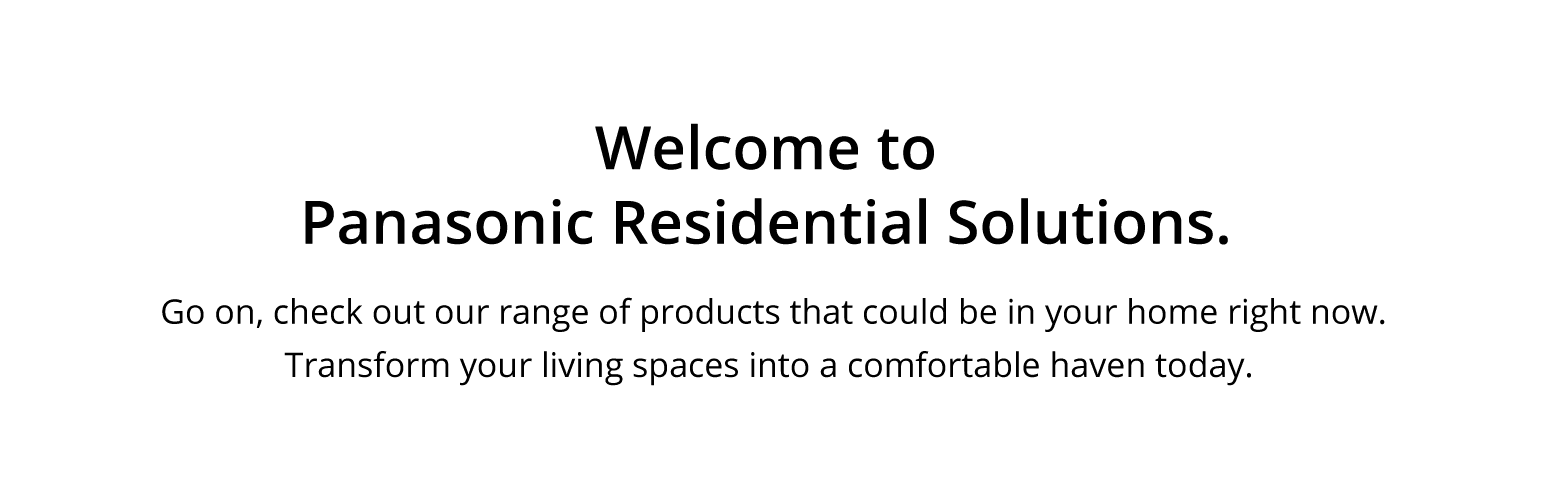 Welcome to
Panasonic Residential Solutions.
Go on, check out our range of products that could be in your home right now.
Transform your living spaces into a comfortable haven today.